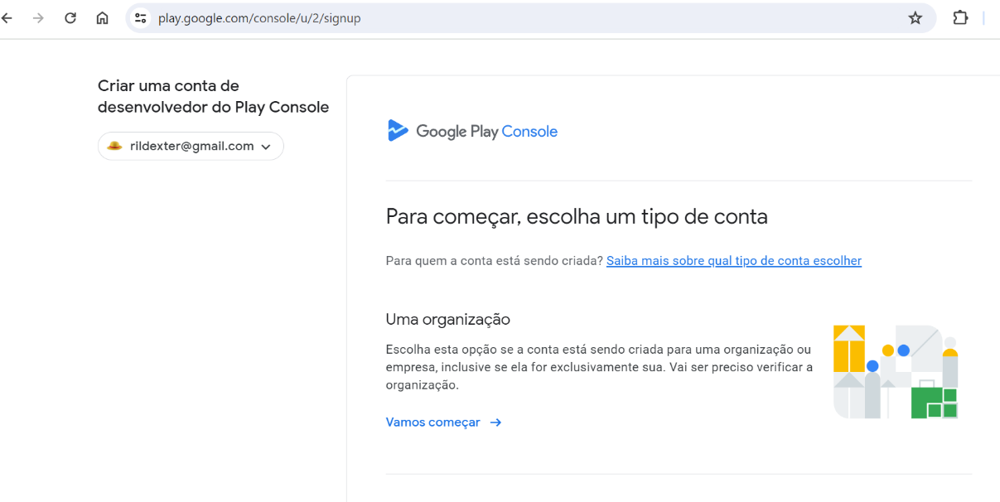 play.google.com/console/u/2/signup
Criar uma conta de
desenvolvedor do Play Console
rildexter@gmail.com
Google Play Console
Para começar, escolha um tipo de conta
Para quem a conta está sendo criada? Saiba mais sobre qual tipo de conta escolher
Uma organização
Escolha esta opção se a conta está sendo criada para uma organização ou
empresa, inclusive se ela for exclusivamente sua. Vai ser preciso verificar a
organização.
Vamos começar